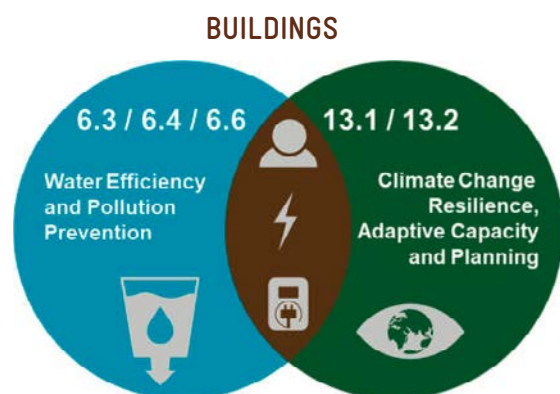 BUILDINGS
6.3 / 6.4 / 6.6
Water Efficiency
and Pollution
Prevention
13.1 / 13.2
Climate Change
Resilience,
Adaptive Capacity
and Planning